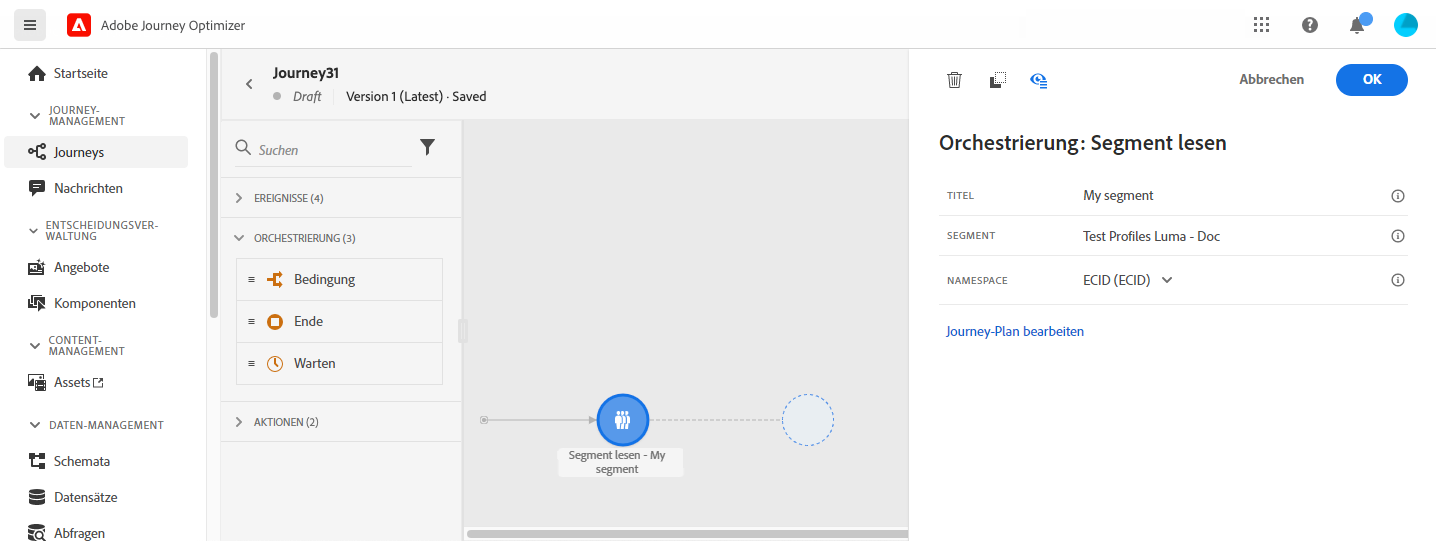 Adobe Journey Optimizer
Startseite
JOURNEY-
MANAGEMENT
Journeys
Nachrichten
ENTSCHEIDUNGSVER-
WALTUNG
Angebote
Komponenten
CONTENT-
MANAGEMENT
Assets
DATEN-MANAGEMENT
Schemata
Datensätze
Abfragen
Journey31
Draft
Version 1 (Latest) · Saved
Suchen
EREIGNISSE (4)
ORCHESTRIERUNG (3)
Bedingung
Ende
Warten
AKTIONEN (2)
Segment lesen - My
segment
Abbrechen
OK
Orchestrierung: Segment lesen
TITEL
My segment
SEGMENT
Test Profiles Luma - Doc
NAMESPACE
ECID (ECID)
Journey-Plan bearbeiten